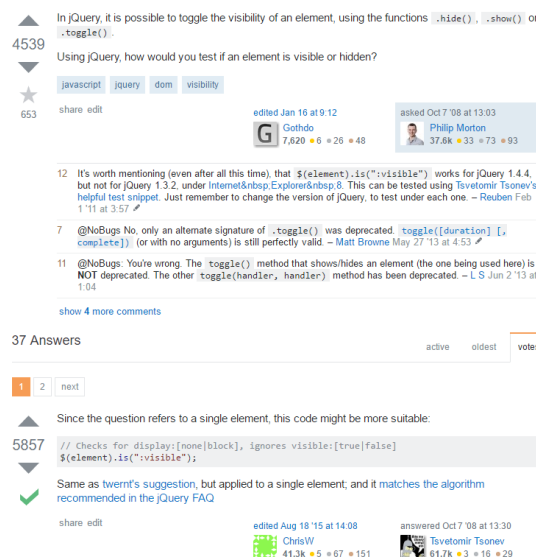 In jQuery, it is possible to toggle the visibility of an element, using the functions .hide() , .show() or
.toggle() .
4539
Using jQuery, how would you test if an element is visible or hidden?
javascript jquery dom visibility
653
share edit
edited Jan 16 at 9:12
Gothdo
7,620 6 26 48
asked Oct 7 '08 at 13:03
Philip Morton
37.6k 33 73 93
12 It's worth mentioning (even after all this time), that $(element).is(":visible") works for jQuery 1.4.4,
but not for jQuery 1.3.2, under Internet&nbsp;Explorer&nbsp;8. This can be tested using Tsvetomir Tsonev's
helpful test snippet. Just remember to change the version of jQuery, to test under each one. – Reuben Feb
1 '11 at 3:57
7 @NoBugs No, only an alternate signature of .toggle() was deprecated. toggle([duration] [,
complete]) (or with no arguments) is still perfectly valid. – Matt Browne May 27 '13 at 4:53
11 @NoBugs: You're wrong. The toggle() method that shows/hides an element (the one being used here) is
NOT deprecated. The other toggle(handler, handler) method has been deprecated. – L S Jun 2 '13 at
1:04
show 4 more comments
37 Answers
active oldest votes
1 2 next
Since the question refers to a single element, this code might be more suitable:
5857
// Checks for display:[none|block], ignores visible:[true|false]
$(element).is(":visible");
Same as twernt's suggestion, but applied to a single element; and it matches the algorithm
recommended in the jQuery FAQ
share edit
edited Aug 18 '15 at 14:08
ChrisW
41.3k 5 67 151
answered Oct 7 '08 at 13:30
Tsvetomir Tsonev
61.7k 3 16 29